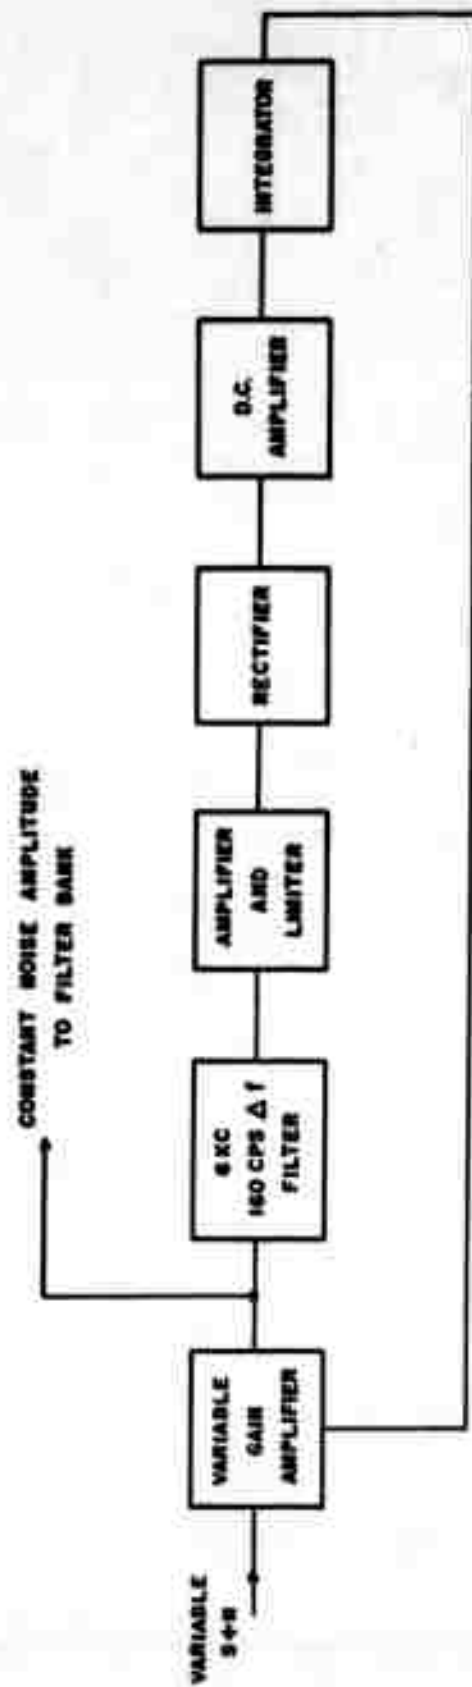 VARIABLE
S+N
VARIABLE
GAIN
AMPLIFIER
CONSTANT NOISE AMPLITUDE
TO FILTER BANK
6 KC
160 CPS Δ f
FILTER
AMPLIFIER
AND
LIMITER
RECTIFIER
D.C.
AMPLIFIER
INTEGRATOR